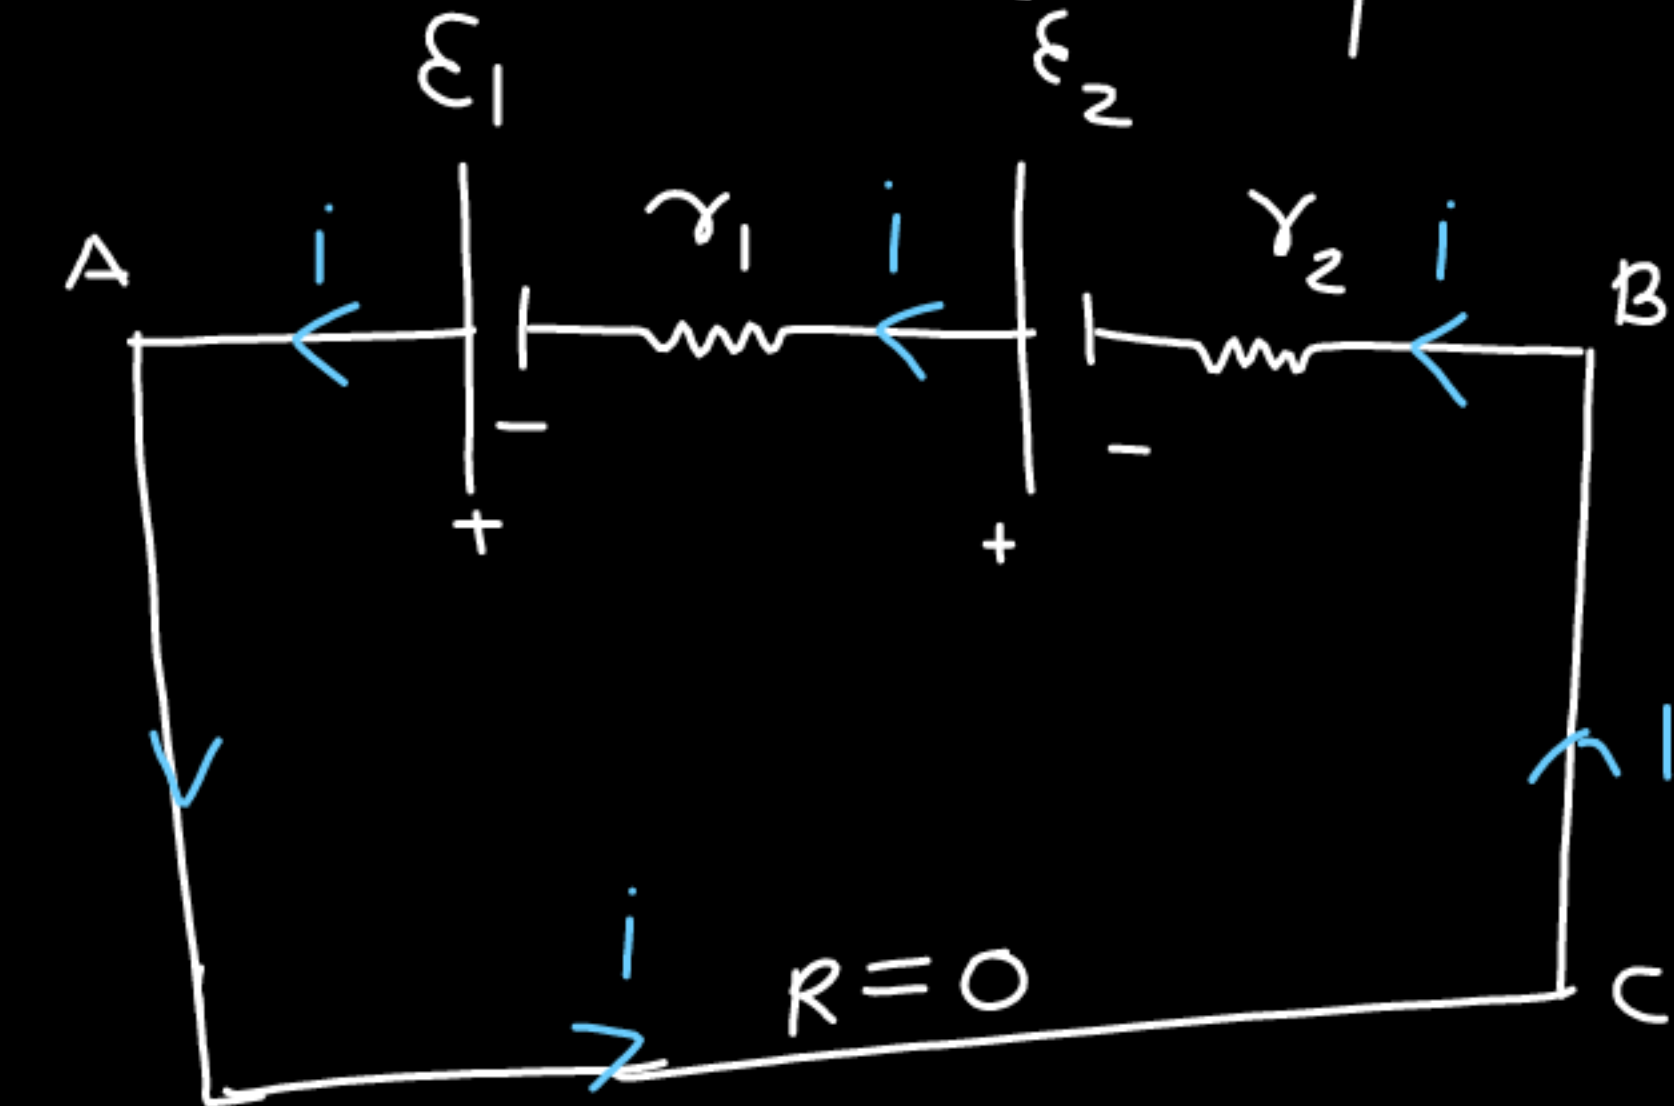 ε₁ ε₂
A i r₁ i r₂ i B
− −
+ +
i
R = 0 C